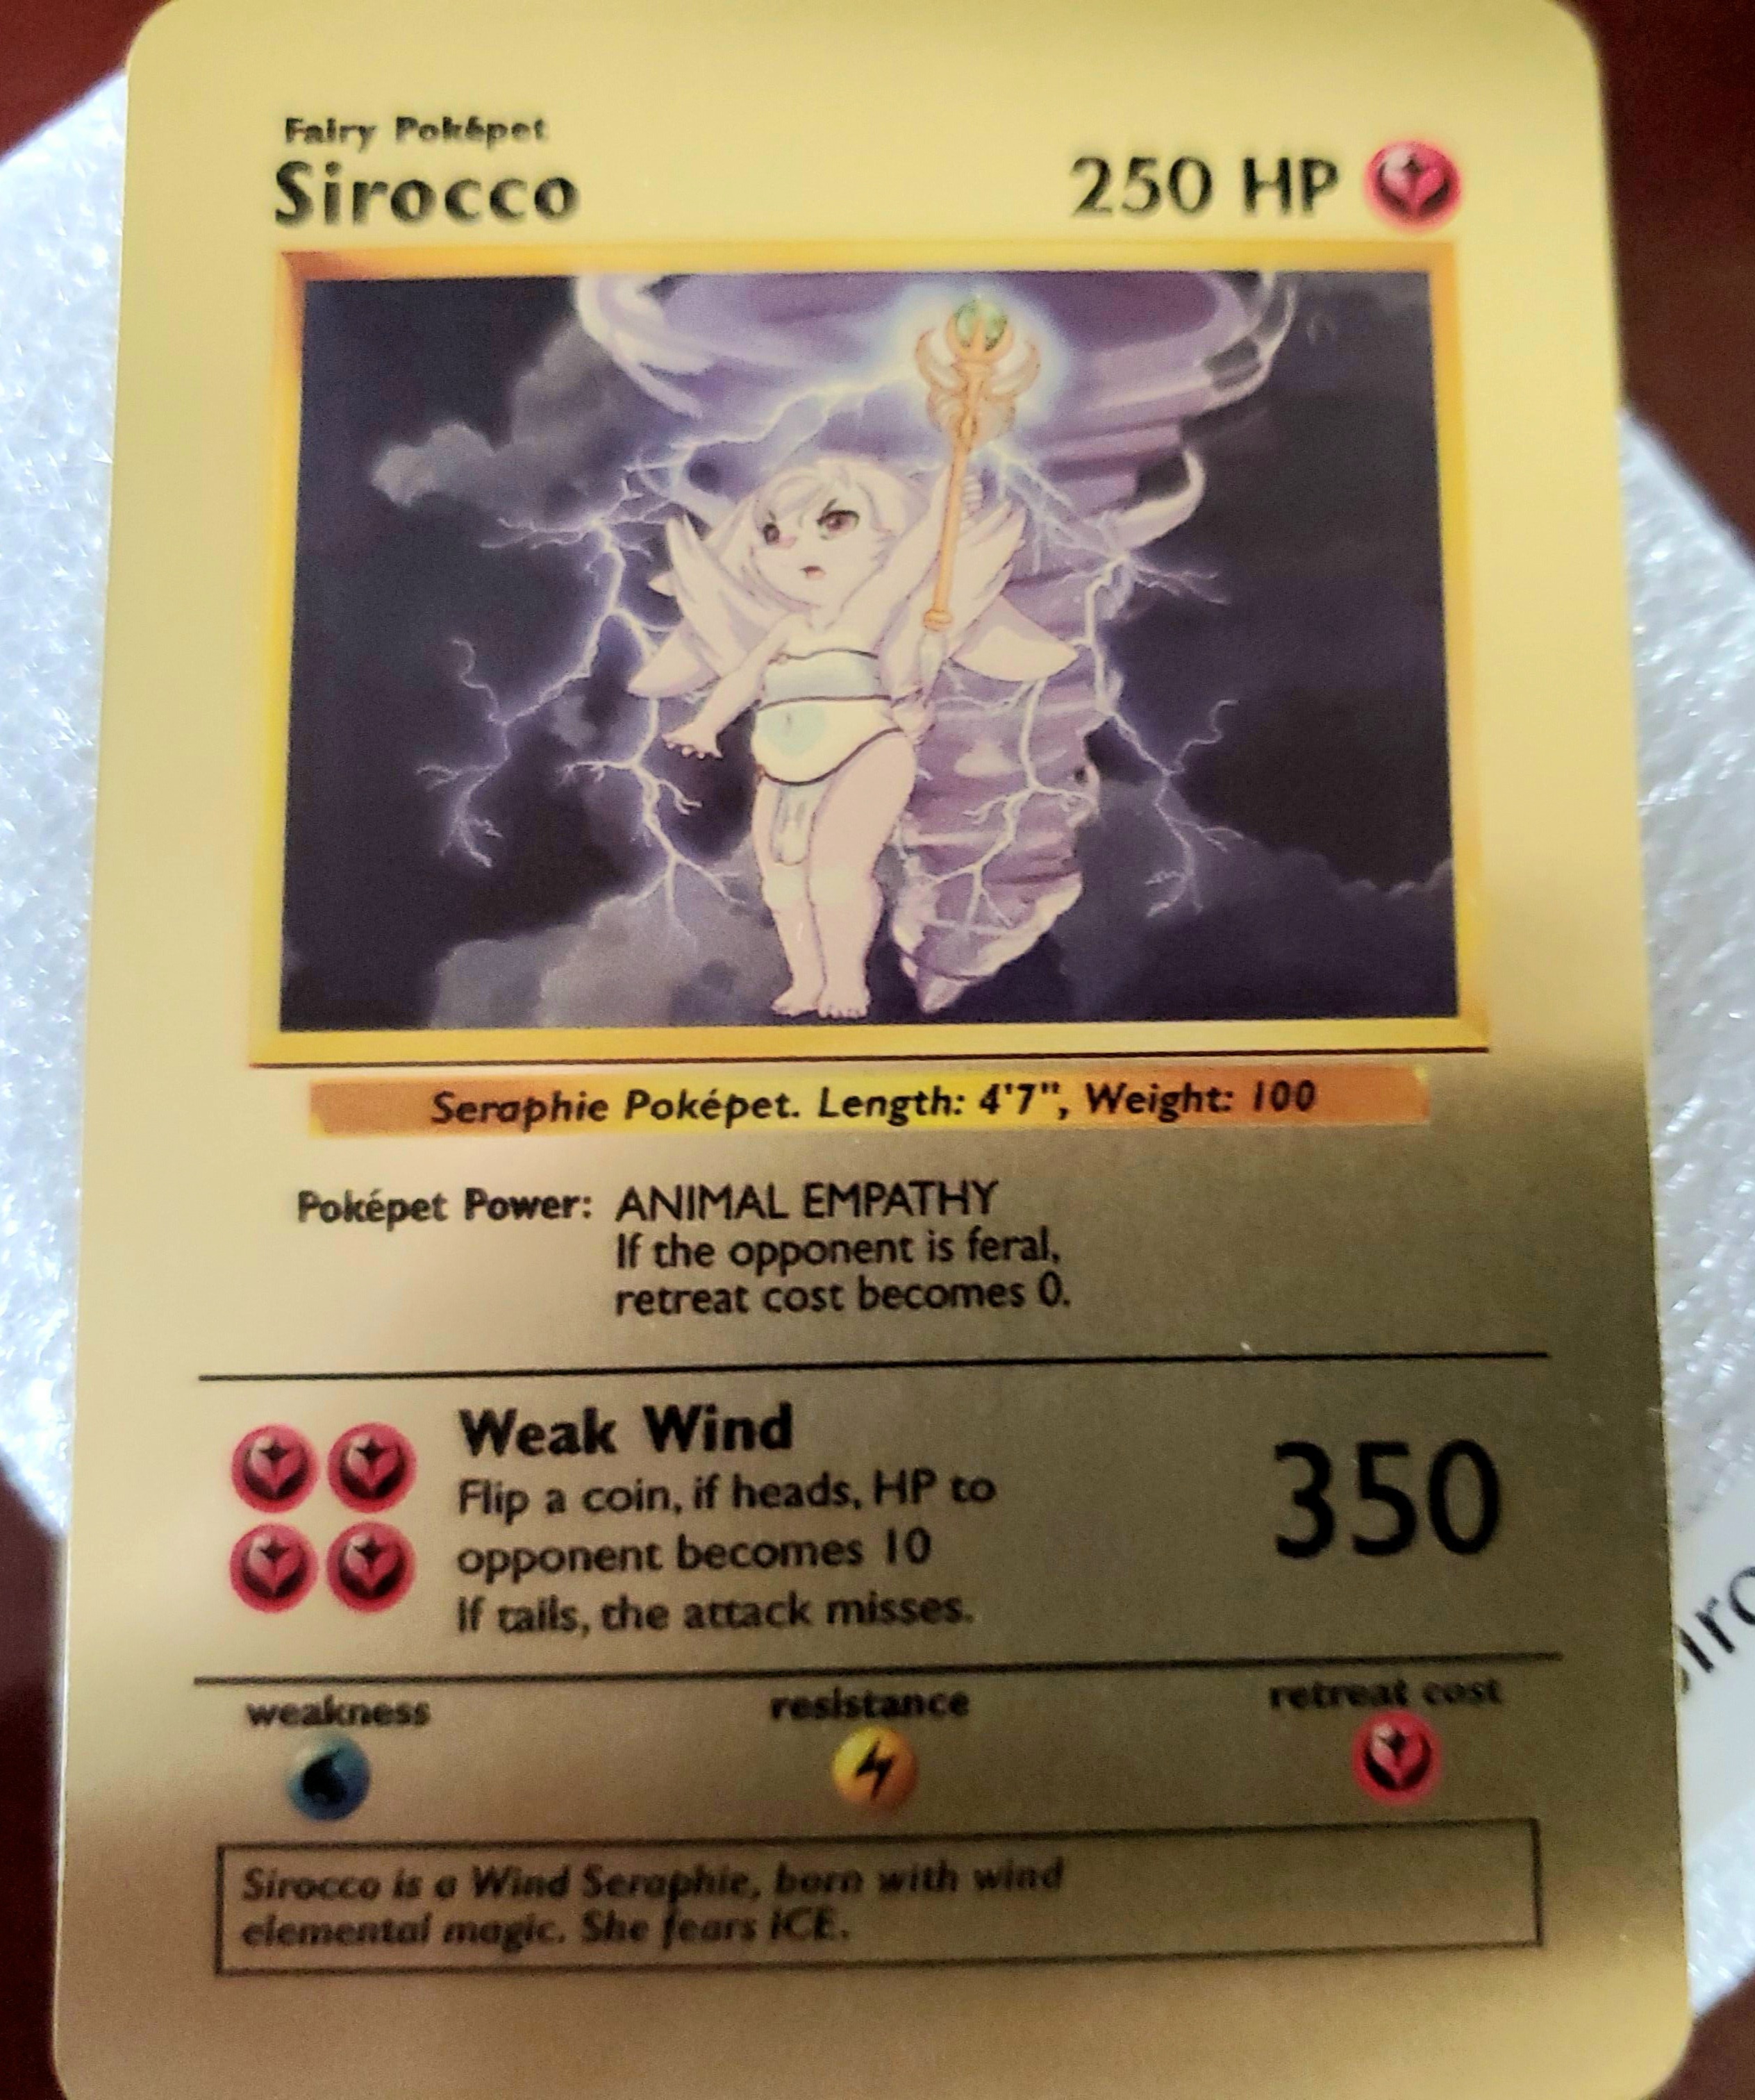 Fairy Poképet
Sirocco
250 HP
Seraphie Poképet. Length: 4'7", Weight: 100
Poképet Power: ANIMAL EMPATHY
If the opponent is feral,
retreat cost becomes 0.
Weak Wind
Flip a coin, if heads, HP to
opponent becomes 10
If tails, the attack misses.
350
weakness
resistance
retreat cost
Sirocco is a Wind Seraphie, born with wind
elemental magic. She fears ICE.